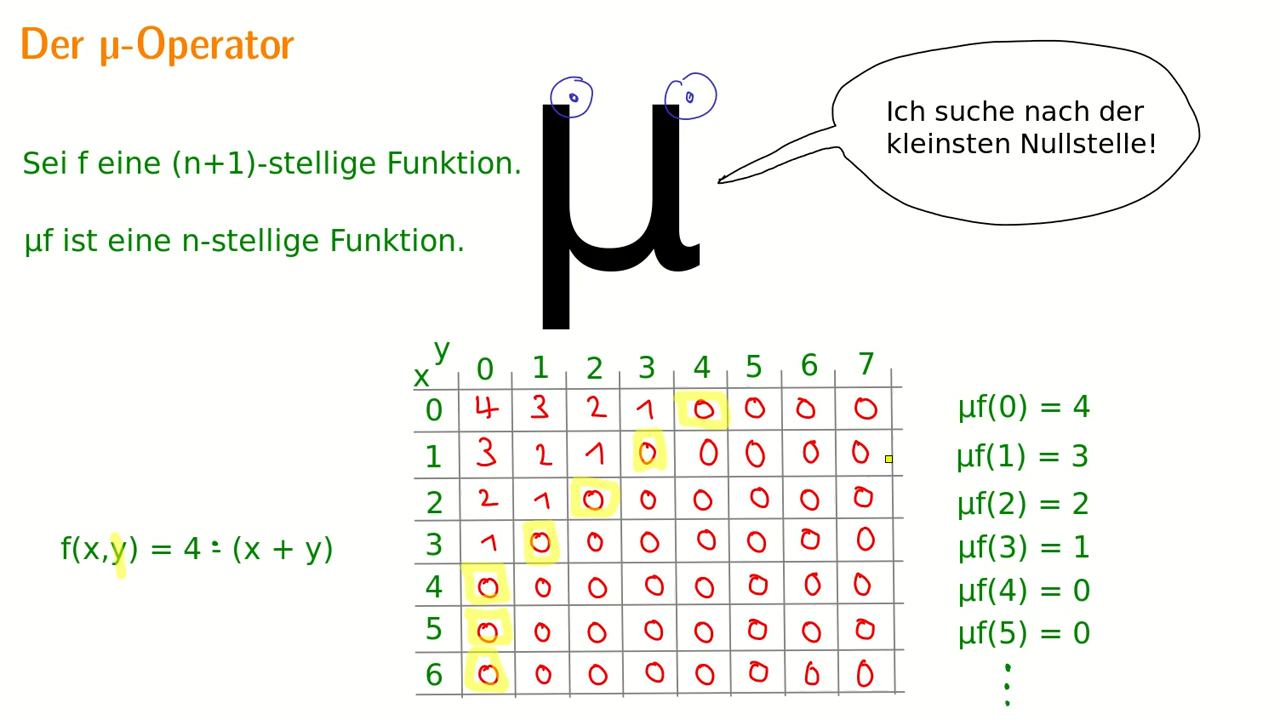 Der µ-Operator
Ich suche nach der
kleinsten Nullstelle!
Sei f eine (n+1)-stellige Funktion.
µf ist eine n-stellige Funktion.
µ
y
x 0 1 2 3 4 5 6 7
0 4 3 2 1 0 0 0 0
1 3 2 1 0 0 0 0 0
2 2 1 0 0 0 0 0 0
3 1 0 0 0 0 0 0 0
4 0 0 0 0 0 0 0 0
5 0 0 0 0 0 0 0 0
6 0 0 0 0 0 0 0 0
f(x,y) = 4 ∸ (x + y)
µf(0) = 4
µf(1) = 3
µf(2) = 2
µf(3) = 1
µf(4) = 0
µf(5) = 0
⋮